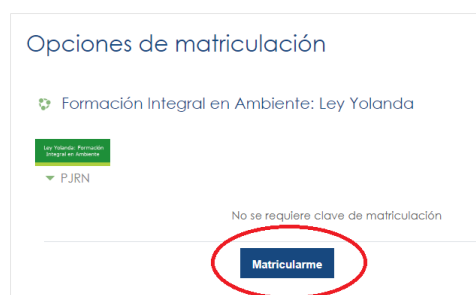 Opciones de matriculación
Formación Integral en Ambiente: Ley Yolanda
Ley Yolanda: Formación
Integral en Ambiente
PJRN
No se requiere clave de matriculación
Matricularme